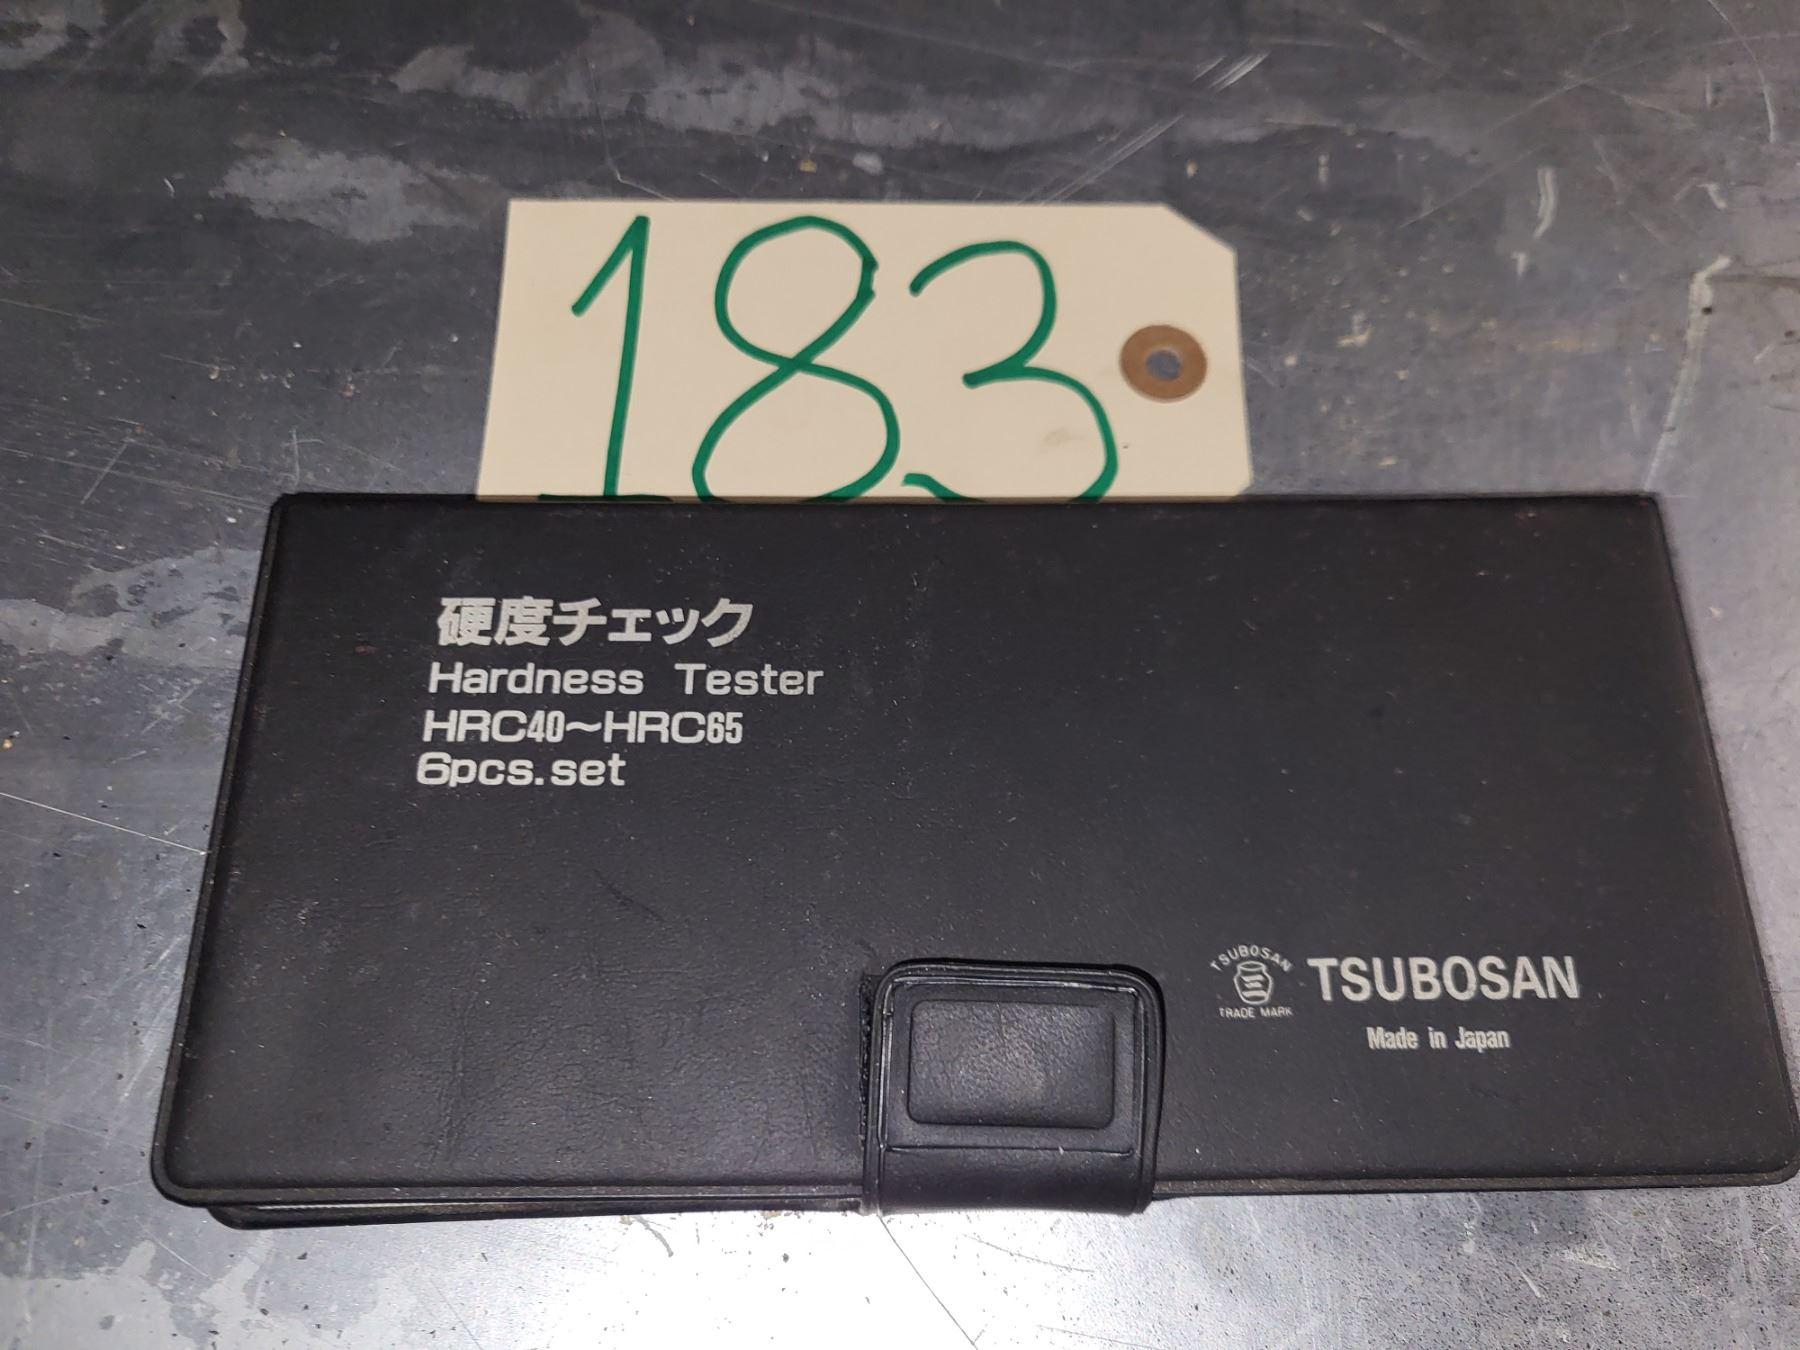 183
硬度チェック
Hardness Tester
HRC40～HRC65
6pcs.set
TSUBOSAN
三
TRADE MARK
TSUBOSAN
Made in Japan